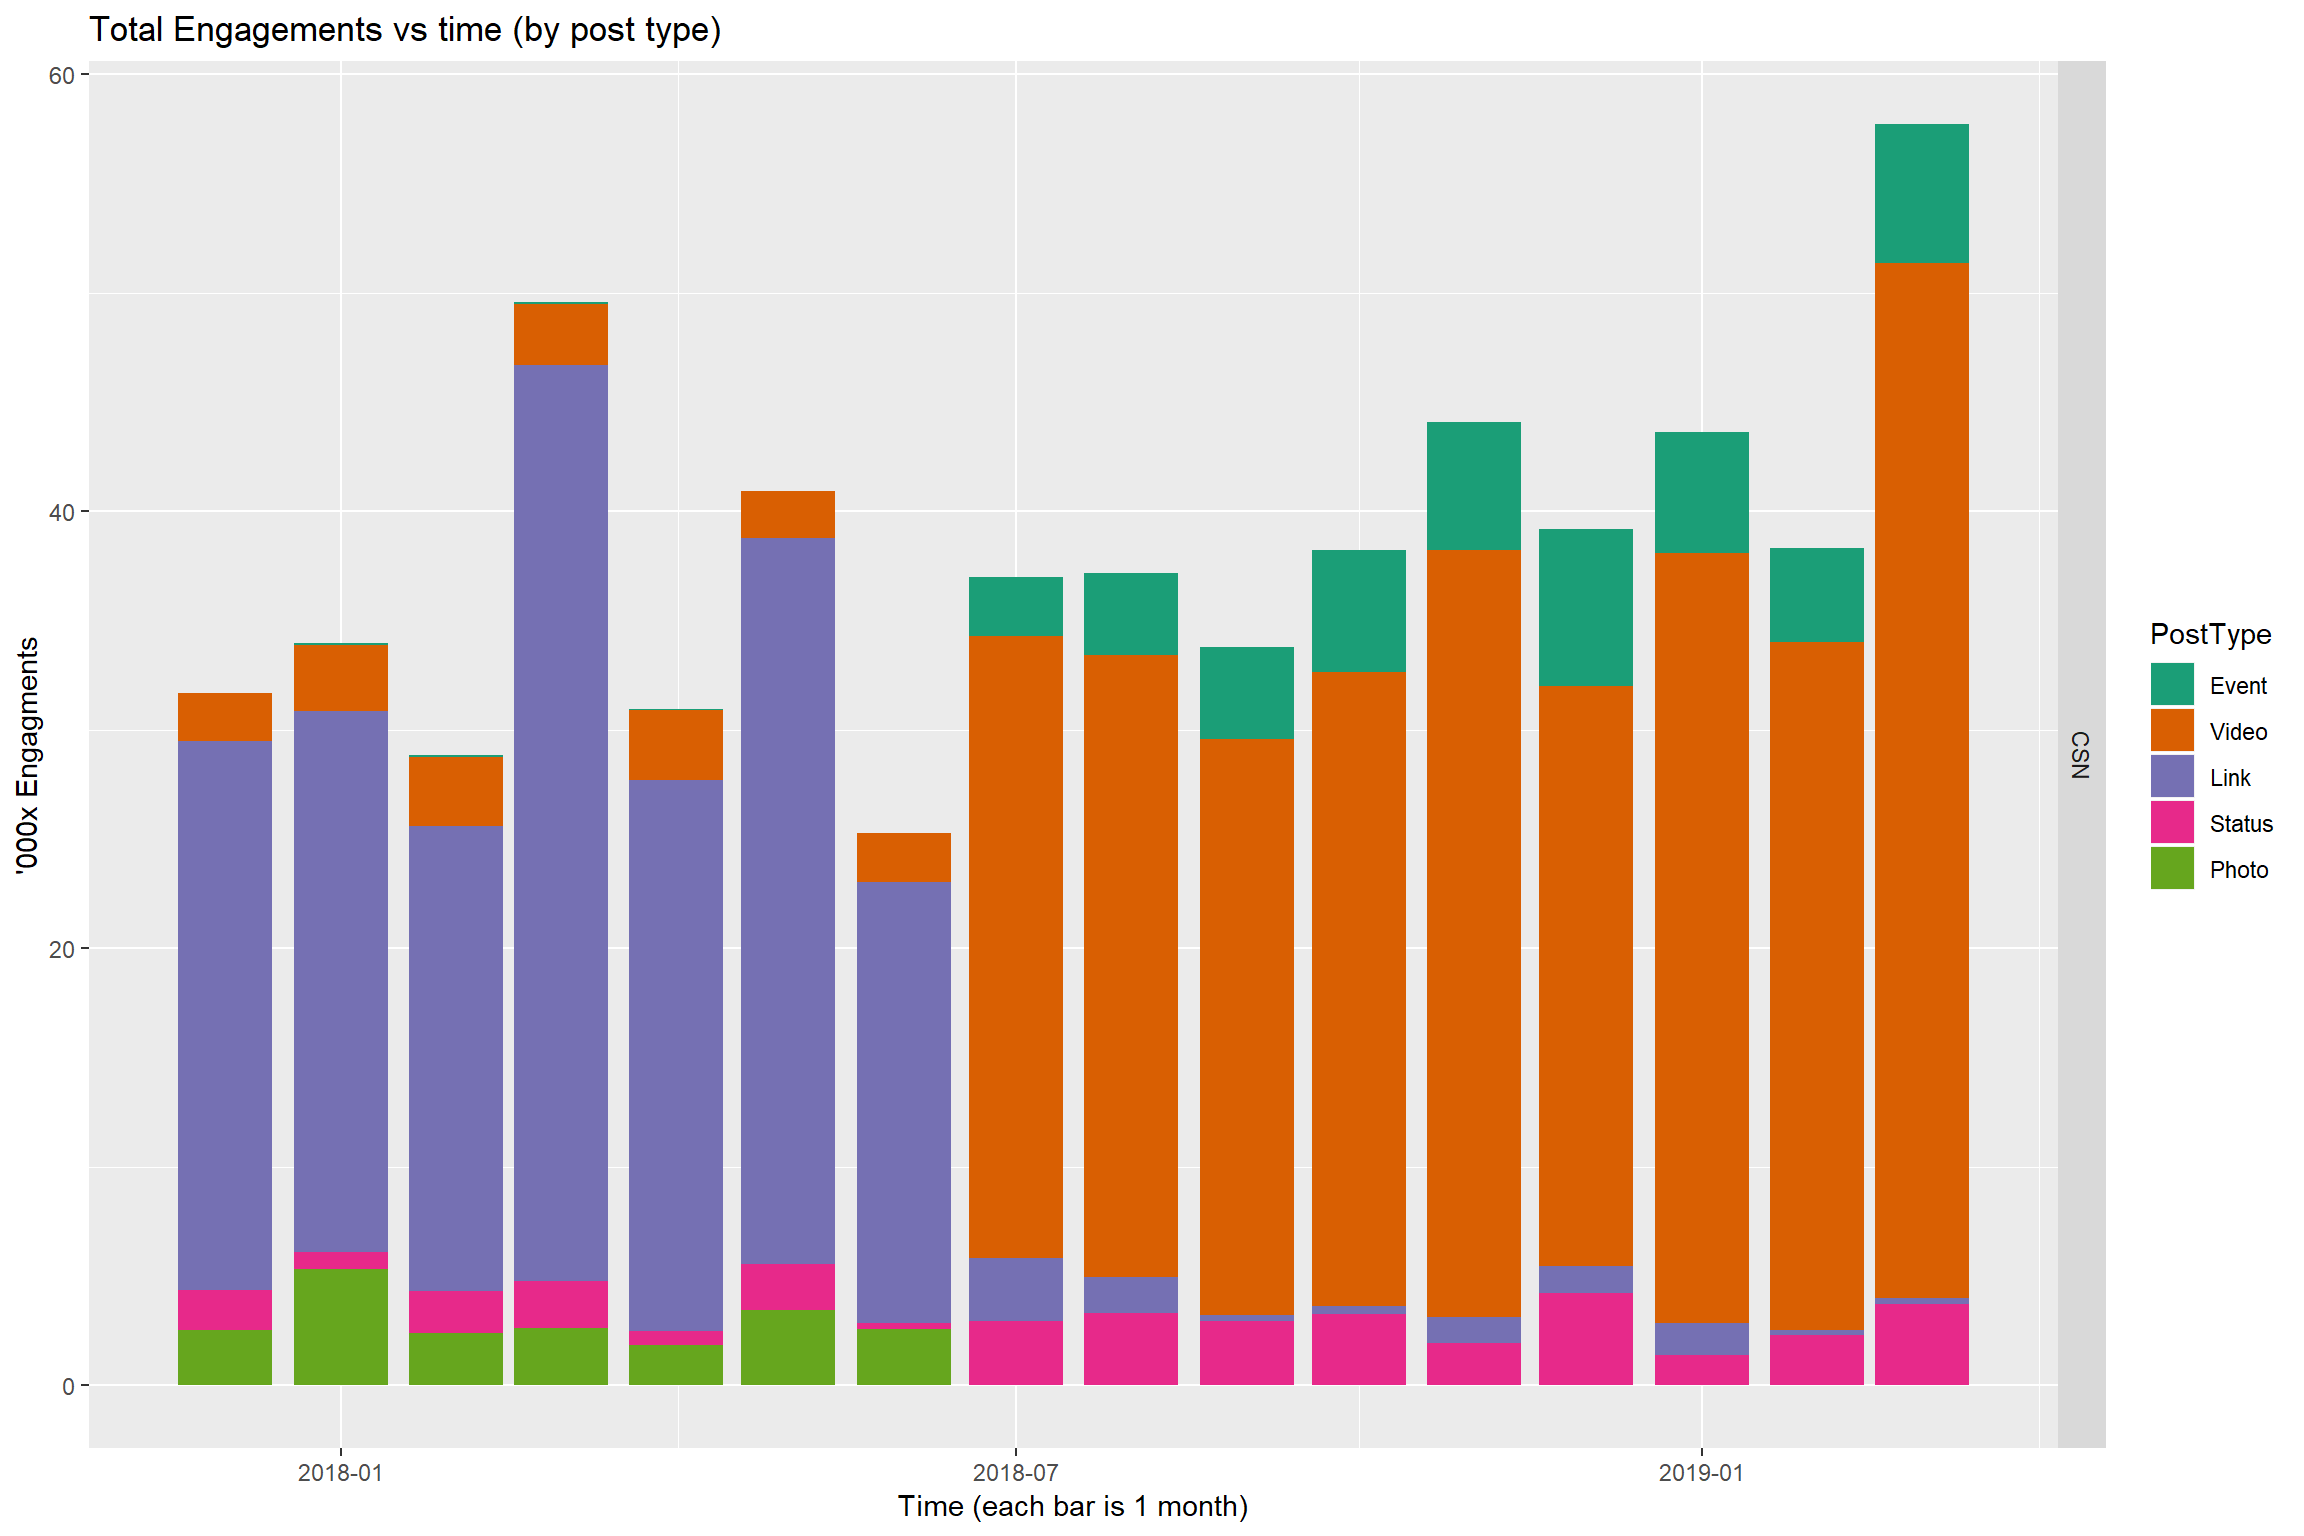 Total Engagements vs time (by post type)
60
40
20
0
'000x Engagments
2018-01
2018-07
2019-01
Time (each bar is 1 month)
CSN
PostType
Event
Video
Link
Status
Photo